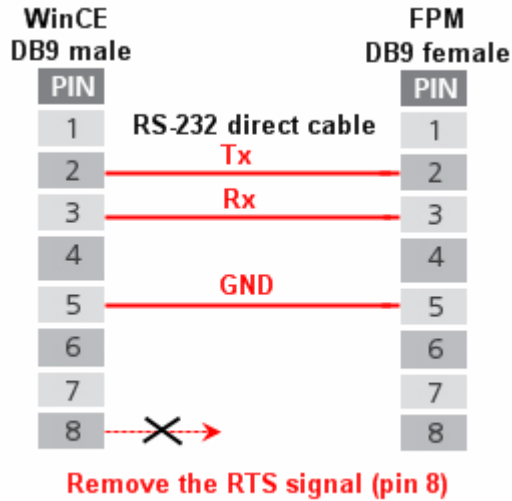 WinCE FPM
DB9 male DB9 female
PIN PIN
1 RS-232 direct cable 1
Tx
2 2
Rx
3 3
4 4
GND
5 5
6 6
7 7
8 8
Remove the RTS signal (pin 8)